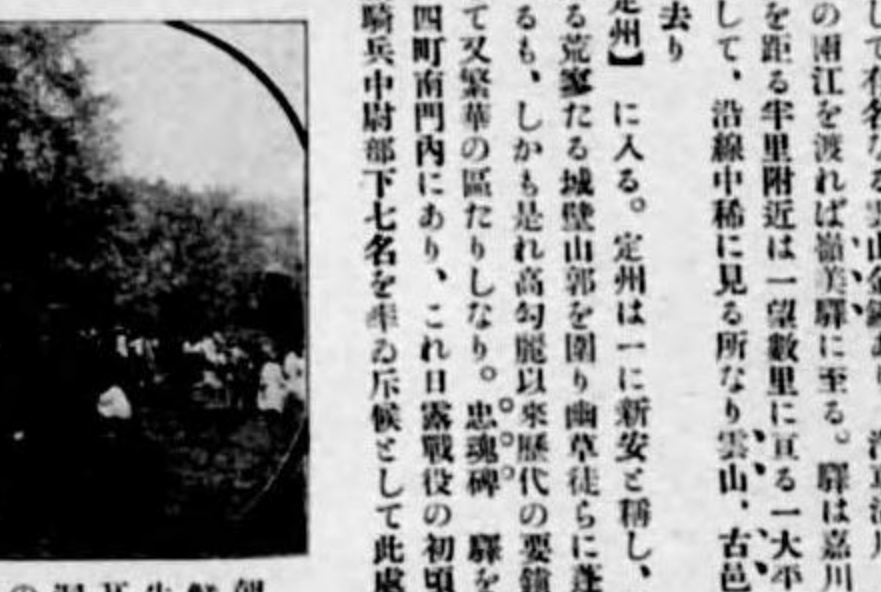 して有名なる雲山金鑛あり、
の兩江を渡れば嶺美驛に至る。驛は嘉川
を距る半里附近は一望數里に亘る一大平
して、沿線中稀に見る所なり雲山、古邑
去り
定州】 に入る。定州は一に新安と稱し、
る荒寥たる城壁山郭を圍り幽草徒らに蓬
るも、しかも是れ高勾麗以來歷代の要鎭
て又繁華の區たりしなり。忠魂碑 驛を
四町南門內にあり、これ日露戰役の初頃
騎兵中尉部下七名を率ゐ斥候として此處